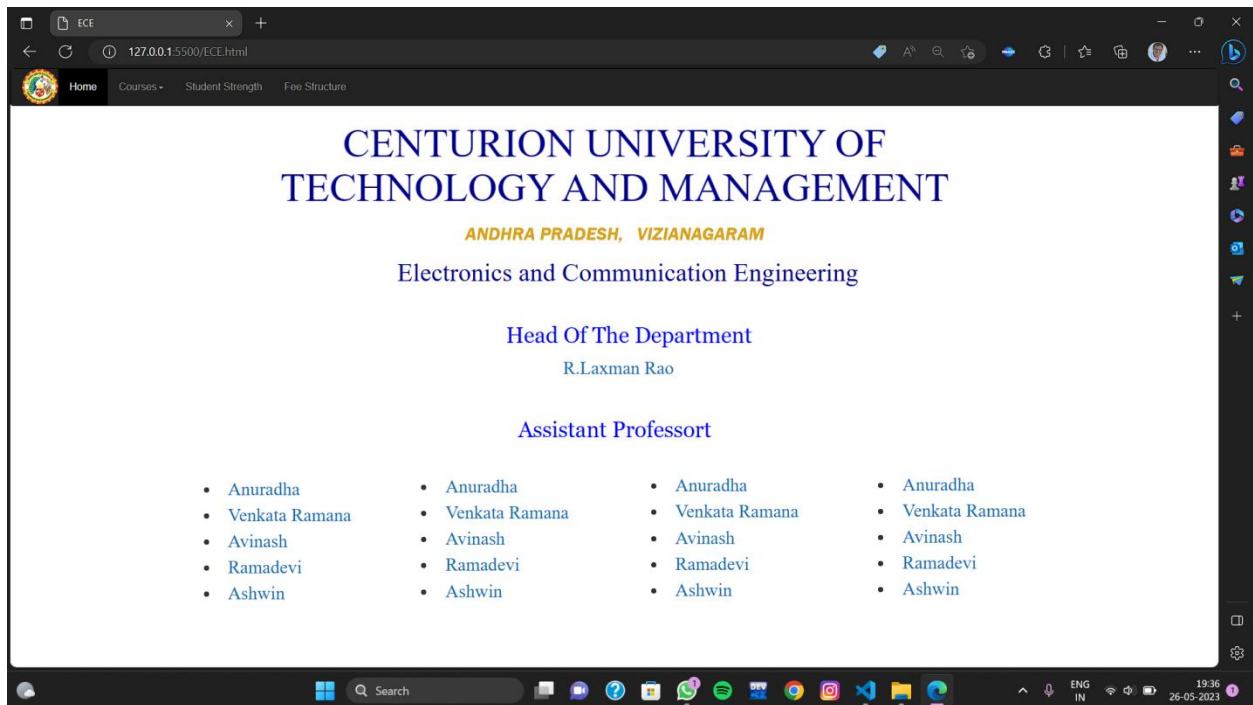 ECE
127.0.0.1:5500/ECE.html
Home Courses Student Strength Fee Structure
CENTURION UNIVERSITY OF
TECHNOLOGY AND MANAGEMENT
ANDHRA PRADESH, VIZIANAGARAM
Electronics and Communication Engineering
Head Of The Department
R.Laxman Rao
Assistant Professort
Anuradha
Venkata Ramana
Avinash
Ramadevi
Ashwin
Anuradha
Venkata Ramana
Avinash
Ramadevi
Ashwin
Anuradha
Venkata Ramana
Avinash
Ramadevi
Ashwin
Anuradha
Venkata Ramana
Avinash
Ramadevi
Ashwin
Search
DEV
ENG
IN
19:36
26-05-2023
1